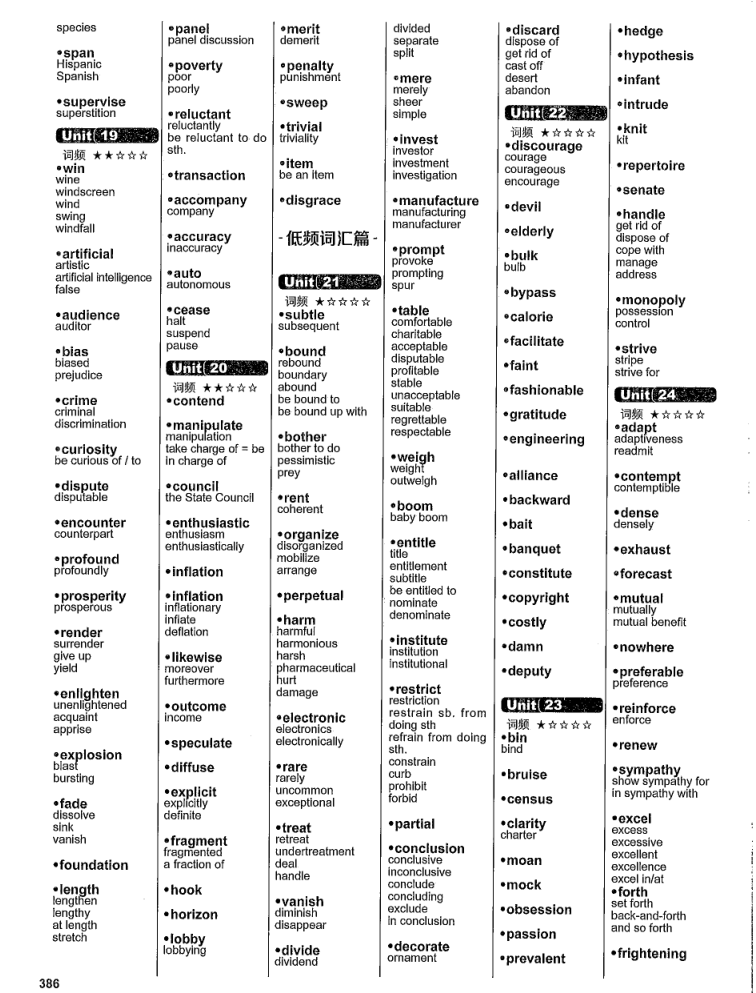 species
•span
Hispanic
Spanish
•supervise
superstition
Unit 19
词频 ★★☆☆☆
•win
wine
windscreen
wind
swing
windfall
•artificial
artistic
artificial intelligence
false
•audience
auditor
•bias
biased
prejudice
•crime
criminal
discrimination
•curiosity
be curious of / to
•dispute
disputable
•encounter
counterpart
•profound
profoundly
•prosperity
prosperous
•render
surrender
give up
yield
•enlighten
unenlightened
acquaint
apprise
•explosion
blast
bursting
•fade
dissolve
sink
vanish
•foundation
•length
lengthen
lengthy
at length
stretch
•panel
panel discussion
•poverty
poor
poorly
•reluctant
reluctantly
be reluctant to do
sth.
•transaction
•accompany
company
•accuracy
inaccuracy
•auto
autonomous
•cease
halt
suspend
pause
Unit 20
词频 ★★☆☆☆
•contend
•manipulate
manipulation
take charge of = be
in charge of
•council
the State Council
•enthusiastic
enthusiasm
enthusiastically
•inflation
•inflation
inflationary
inflate
deflation
•likewise
moreover
furthermore
•outcome
income
•speculate
•diffuse
•explicit
explicitly
definite
•fragment
fragmented
a fraction of
•hook
•horizon
•lobby
lobbying
•merit
demerit
•penalty
punishment
•sweep
•trivial
triviality
•item
be an item
•disgrace
- 低频词汇篇 -
Unit 21
词频 ★☆☆☆☆
•subtle
subsequent
•bound
rebound
boundary
abound
be bound to
be bound up with
•bother
bother to do
pessimistic
prey
•rent
coherent
•organize
disorganized
mobilize
arrange
•perpetual
•harm
harmful
harmonious
harsh
pharmaceutical
hurt
damage
•electronic
electronics
electronically
•rare
rarely
uncommon
exceptional
•treat
retreat
undertreatment
deal
handle
•vanish
diminish
disappear
•divide
dividend
divided
separate
split
•mere
merely
sheer
simple
•invest
investor
investment
investigation
•manufacture
manufacturing
manufacturer
•prompt
provoke
prompting
spur
•table
comfortable
charitable
acceptable
disputable
profitable
stable
unacceptable
suitable
regrettable
respectable
•weigh
weight
outweigh
•boom
baby boom
•entitle
title
entitlement
subtitle
be entitled to
nominate
denominate
•institute
institution
institutional
•restrict
restriction
restrain sb. from
doing sth
refrain from doing
sth.
constrain
curb
prohibit
forbid
•partial
•conclusion
conclusive
inconclusive
conclude
concluding
exclude
in conclusion
•decorate
ornament
•discard
dispose of
get rid of
cast off
desert
abandon
Unit 22
词频 ★☆☆☆☆
•discourage
courage
courageous
encourage
•devil
•elderly
•bulk
bulb
•bypass
•calorie
•facilitate
•faint
•fashionable
•gratitude
•engineering
•alliance
•backward
•bait
•banquet
•constitute
•copyright
•costly
•damn
•deputy
Unit 23
词频 ★☆☆☆☆
•bin
bind
•bruise
•census
•clarity
charter
•moan
•mock
•obsession
•passion
•prevalent
•hedge
•hypothesis
•infant
•intrude
•knit
kit
•repertoire
•senate
•handle
get rid of
dispose of
cope with
manage
address
•monopoly
possession
control
•strive
stripe
strive for
Unit 24
词频 ★☆☆☆☆
•adapt
adaptiveness
readmit
•contempt
contemptible
•dense
densely
•exhaust
•forecast
•mutual
mutually
mutual benefit
•nowhere
•preferable
preference
•reinforce
enforce
•renew
•sympathy
show sympathy for
in sympathy with
•excel
excess
excessive
excellent
excellence
excel in/at
•forth
set forth
back-and-forth
and so forth
•frightening
386